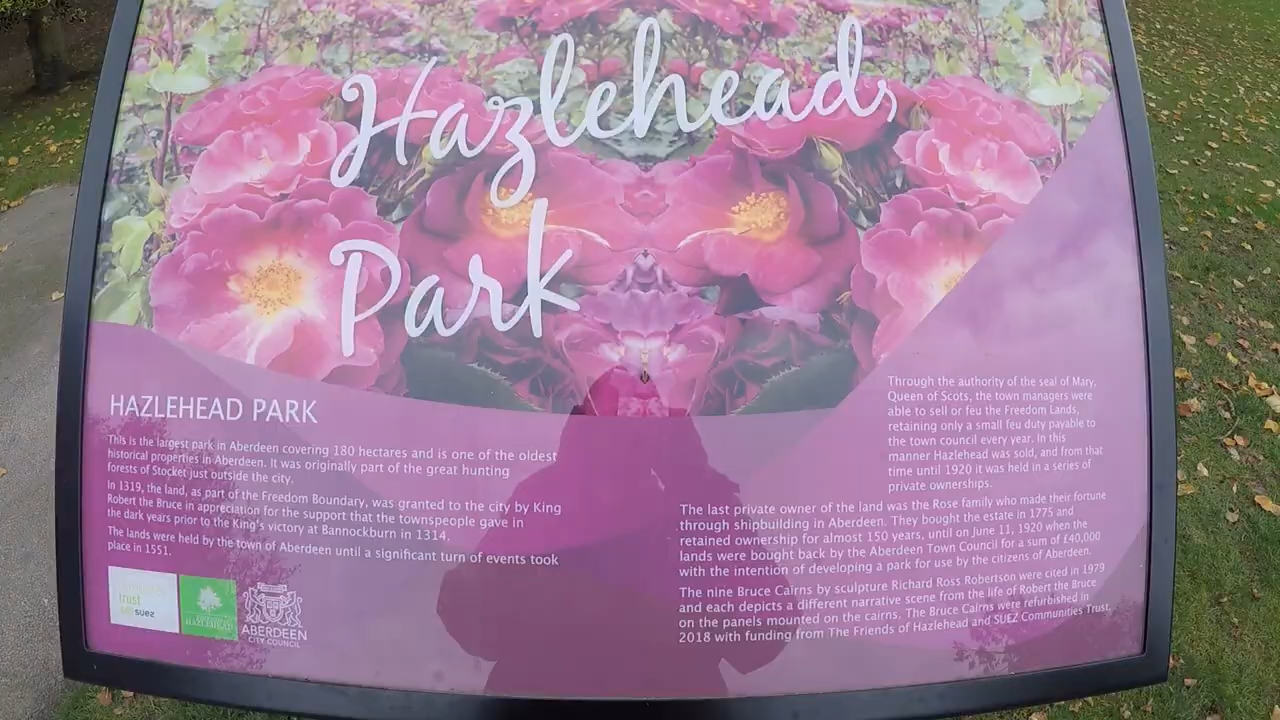 Hazlehead,
Park
HAZLEHEAD PARK
This is the largest park in Aberdeen covering 180 hectares and is one of the oldest
historical properties in Aberdeen. It was originally part of the great hunting
forests of Stocket just outside the city.
In 1319, the land, as part of the Freedom Boundary, was granted to the city by King
Robert the Bruce in appreciation for the support that the townspeople gave in
the dark years prior to the King's victory at Bannockburn in 1314.
The lands were held by the town of Aberdeen until a significant turn of events took
place in 1551.
trust
suez
HAZLEHEAD
ABERDEEN
CITY COUNCIL
Through the authority of the seal of Mary,
Queen of Scots, the town managers were
able to sell or feu the Freedom Lands,
retaining only a small feu duty payable to
the town council every year. In this
manner Hazlehead was sold, and from that
time until 1920 it was held in a series of
private ownerships.
The last private owner of the land was the Rose family who made their fortune
through shipbuilding in Aberdeen. They bought the estate in 1775 and
retained ownership for almost 150 years, until on June 11, 1920 when the
lands were bought back by the Aberdeen Town Council for a sum of £40,000
with the intention of developing a park for use by the citizens of Aberdeen.
The nine Bruce Cairns by sculpture Richard Ross Robertson were cited in 1979
and each depicts a different narrative scene from the life of Robert the Bruce
on the panels mounted on the cairns. The Bruce Cairns were refurbished in
2018 with funding from The Friends of Hazlehead and SUEZ Communities Trust.